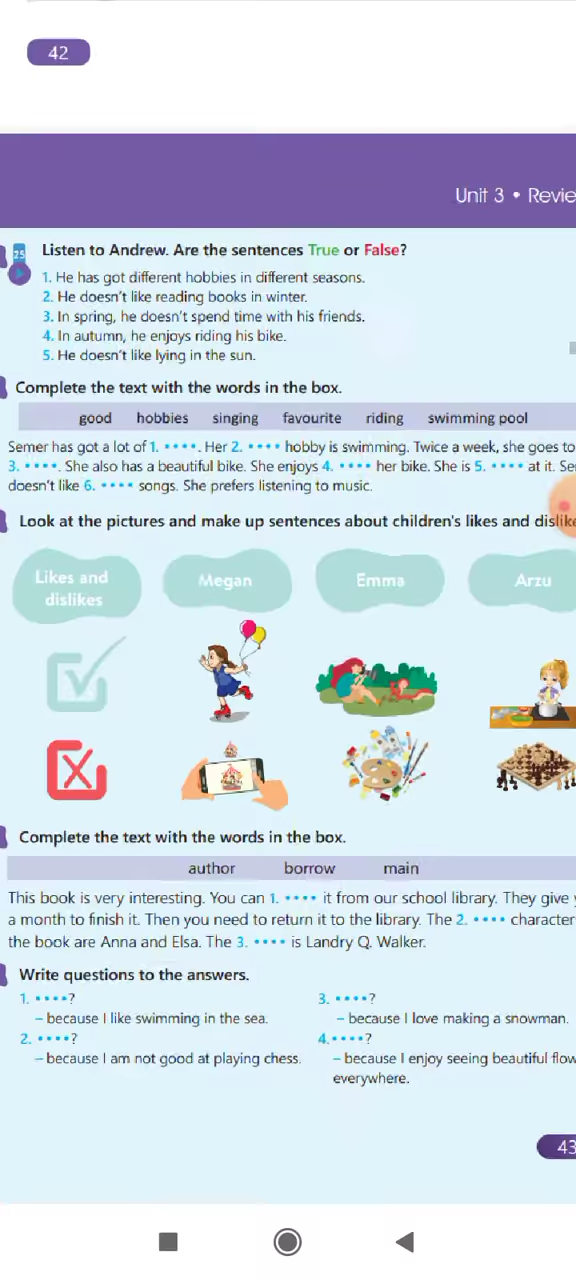 42
Unit 3 • Revie
25
Listen to Andrew. Are the sentences True or False?
1. He has got different hobbies in different seasons.
2. He doesn't like reading books in winter.
3. In spring, he doesn't spend time with his friends.
4. In autumn, he enjoys riding his bike.
5. He doesn't like lying in the sun.
Complete the text with the words in the box.
good hobbies singing favourite riding swimming pool
Semer has got a lot of 1. ••••. Her 2. •••• hobby is swimming. Twice a week, she goes to
3. ••••. She also has a beautiful bike. She enjoys 4. •••• her bike. She is 5. •••• at it. Se
doesn't like 6. •••• songs. She prefers listening to music.
Look at the pictures and make up sentences about children's likes and dislike
Likes and
dislikes
Megan
Emma
Arzu
Complete the text with the words in the box.
author borrow main
This book is very interesting. You can 1. •••• it from our school library. They give y
a month to finish it. Then you need to return it to the library. The 2. •••• character
the book are Anna and Elsa. The 3. •••• is Landry Q. Walker.
Write questions to the answers.
1. ••••?
– because I like swimming in the sea.
2. ••••?
– because I am not good at playing chess.
3. ••••?
– because I love making a snowman.
4.••••?
– because I enjoy seeing beautiful flow
everywhere.
43